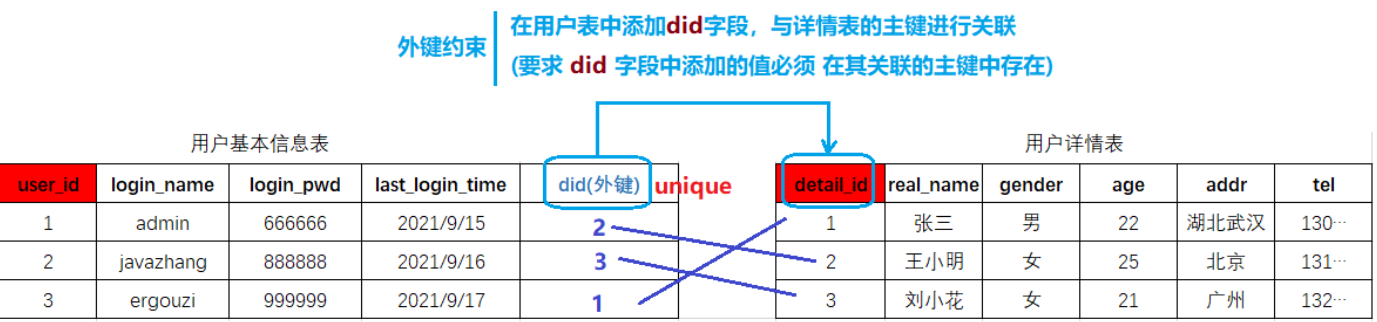 外键约束
在用户表中添加did字段，与详情表的主键进行关联
(要求 did 字段中添加的值必须 在其关联的主键中存在)
用户基本信息表
user_id login_name login_pwd last_login_time did(外键) unique
1 admin 666666 2021/9/15 2
2 javazhang 888888 2021/9/16 3
3 ergouzi 999999 2021/9/17 1
用户详情表
detail_id real_name gender age addr tel
1 张三 男 22 湖北武汉 130…
2 王小明 女 25 北京 131…
3 刘小花 女 21 广州 132…